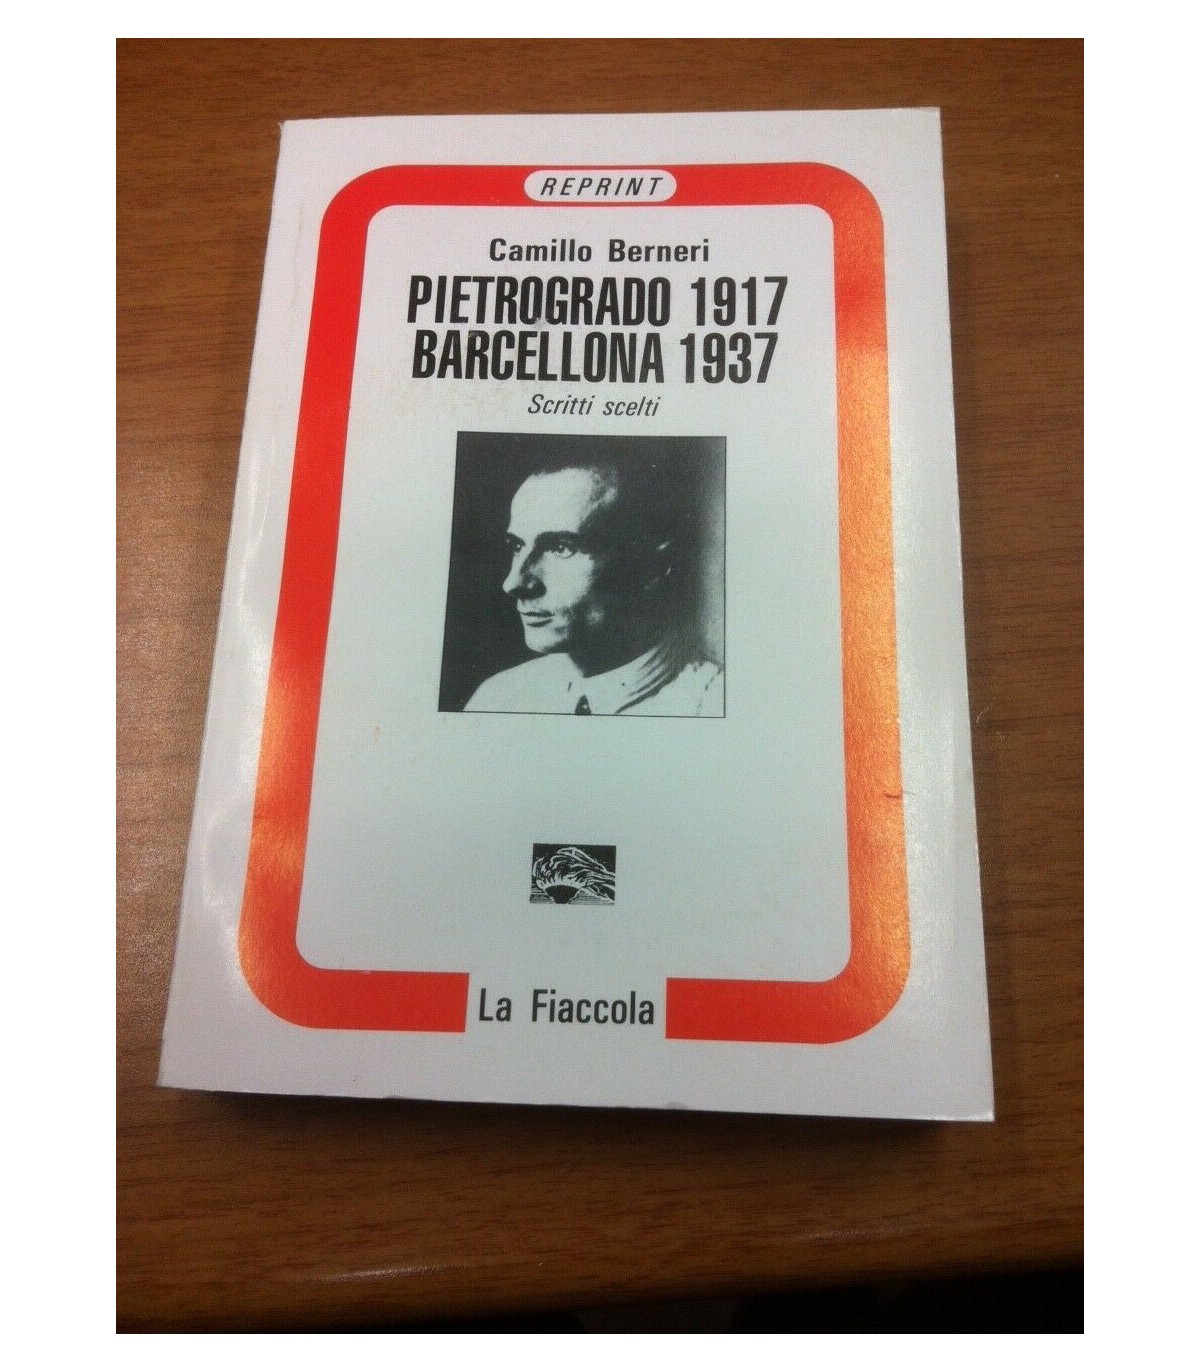 REPRINT
Camillo Berneri
PIETROGRADO 1917
BARCELLONA 1937
Scritti scelti
La Fiaccola